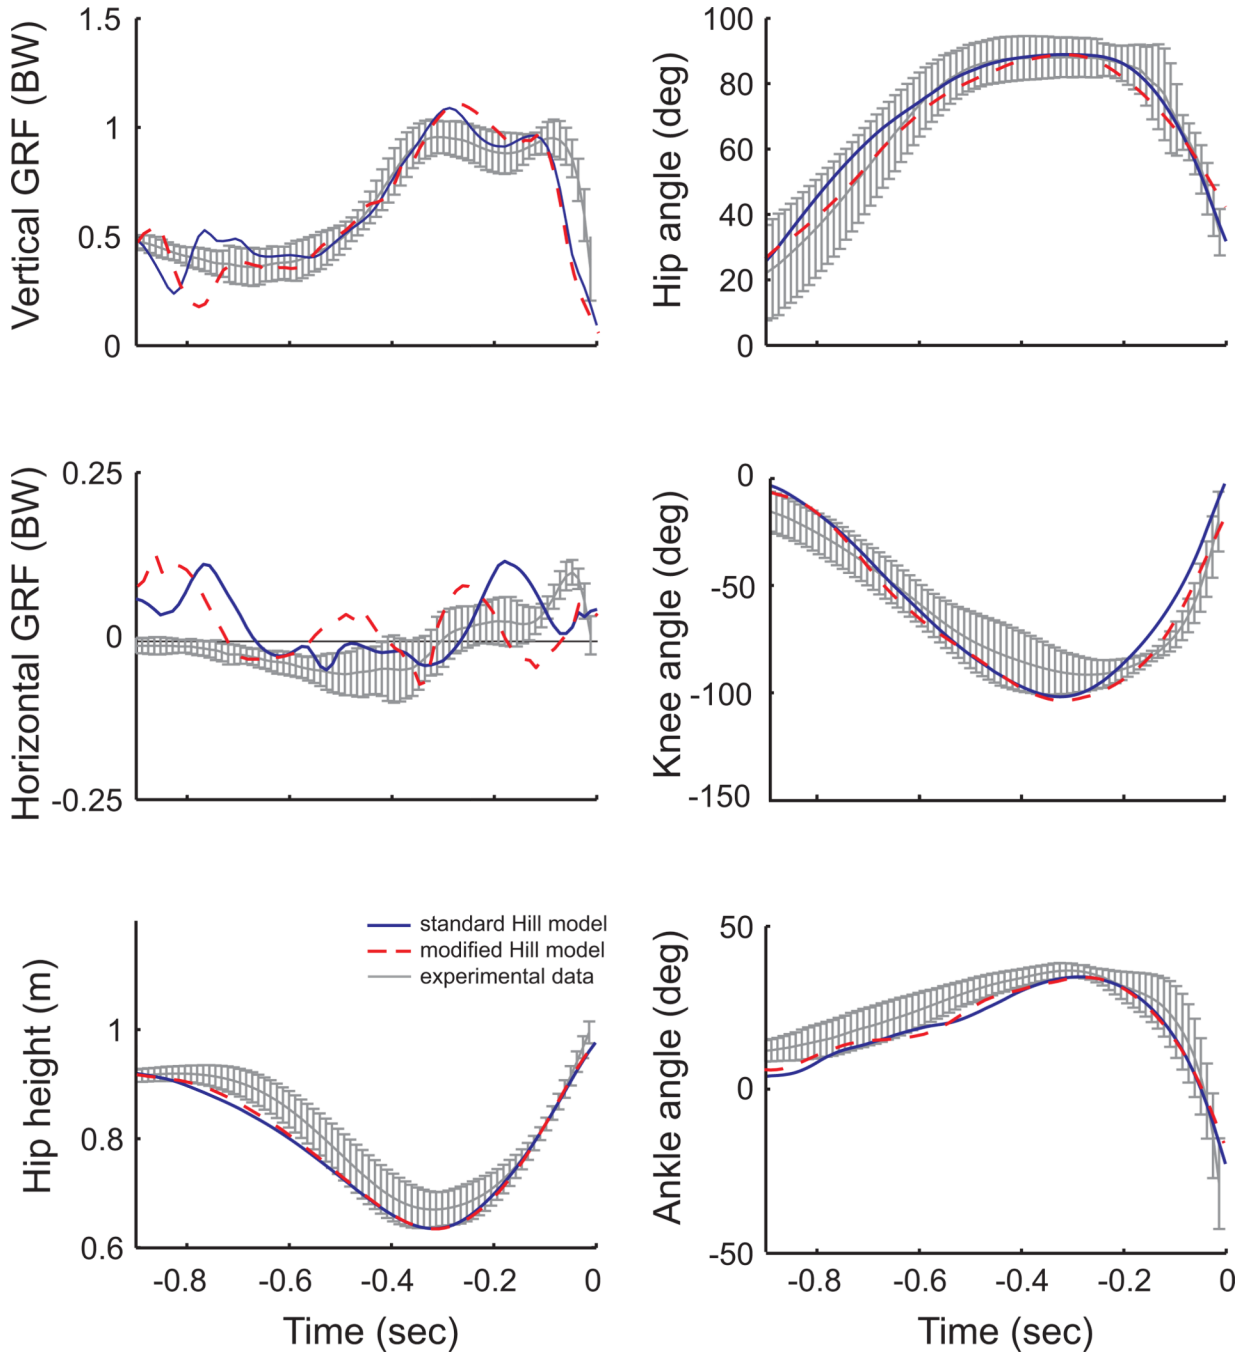 Vertical GRF (BW)
1.5
1
0.5
0
Hip angle (deg)
100
80
60
40
20
0
Horizontal GRF (BW)
0.25
0
-0.25
Knee angle (deg)
0
-50
-100
-150
Hip height (m)
1
0.8
0.6
standard Hill model
modified Hill model
experimental data
-0.8 -0.6 -0.4 -0.2 0
Time (sec)
Ankle angle (deg)
50
0
-50
-0.8 -0.6 -0.4 -0.2 0
Time (sec)